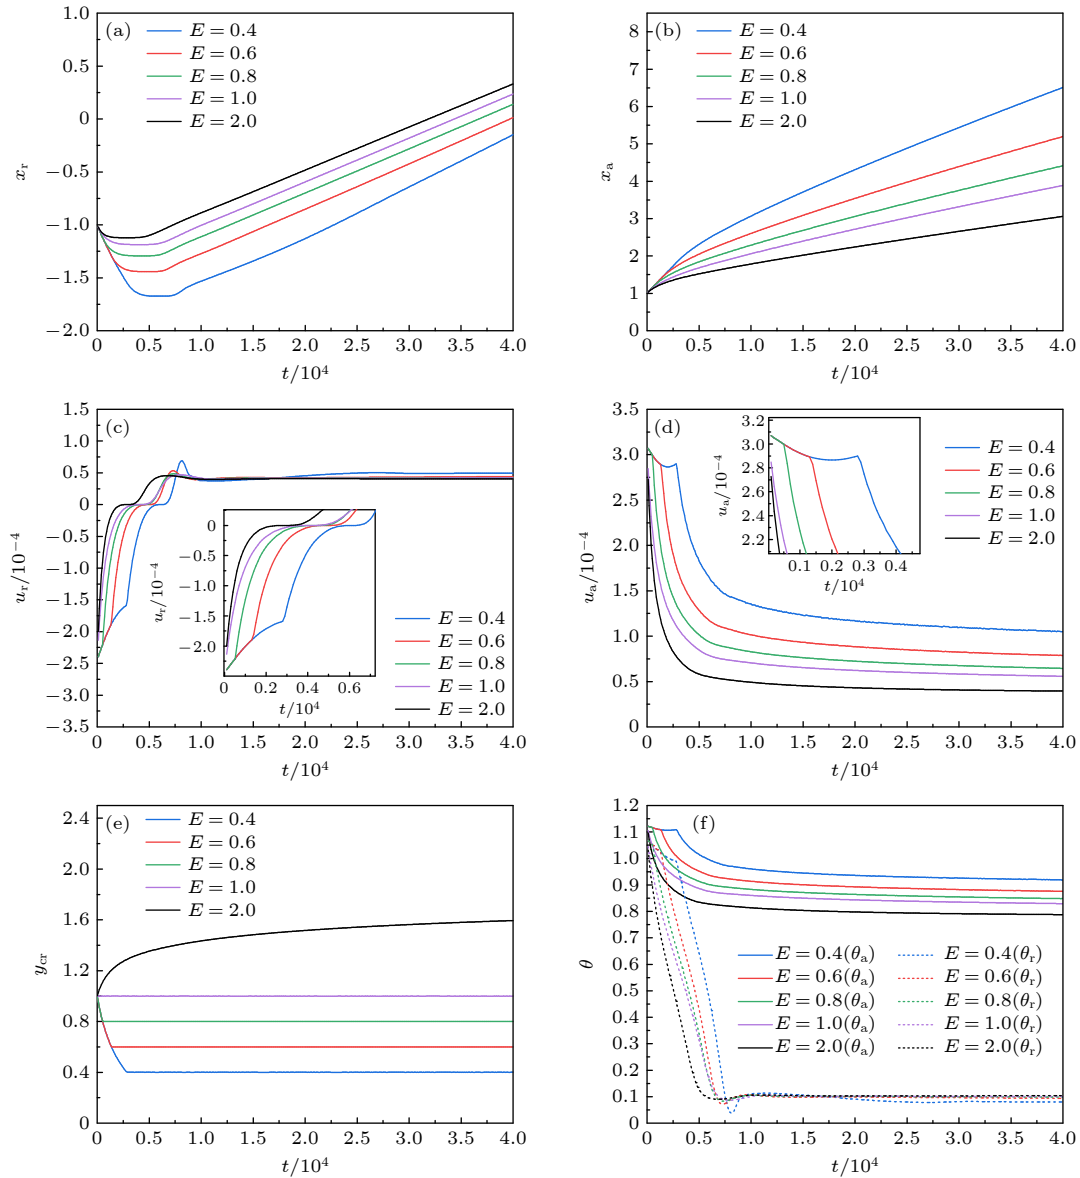 (a)
E = 0.4
E = 0.6
E = 0.8
E = 1.0
E = 2.0
1.0
0.5
0
−0.5
−1.0
−1.5
−2.0
x_r
0 0.5 1.0 1.5 2.0 2.5 3.0 3.5 4.0
t/10⁴
(b)
E = 0.4
E = 0.6
E = 0.8
E = 1.0
E = 2.0
8
7
6
5
4
3
2
1
0
x_a
0 0.5 1.0 1.5 2.0 2.5 3.0 3.5 4.0
t/10⁴
(c)
1.5
1.0
0.5
0
−0.5
−1.0
−1.5
−2.0
−2.5
−3.0
−3.5
u_r/10⁻⁴
0
−0.5
−1.0
−1.5
−2.0
u_r/10⁻⁴
0 0.2 0.4 0.6
t/10⁴
E = 0.4
E = 0.6
E = 0.8
E = 1.0
E = 2.0
0 0.5 1.0 1.5 2.0 2.5 3.0 3.5 4.0
t/10⁴
(d)
3.5
3.0
2.5
2.0
1.5
1.0
0.5
0
u_a/10⁻⁴
3.2
3.0
2.8
2.6
2.4
2.2
u_a/10⁻⁴
0.1 0.2 0.3 0.4
t/10⁴
E = 0.4
E = 0.6
E = 0.8
E = 1.0
E = 2.0
0 0.5 1.0 1.5 2.0 2.5 3.0 3.5 4.0
t/10⁴
(e)
E = 0.4
E = 0.6
E = 0.8
E = 1.0
E = 2.0
2.4
2.0
1.6
1.2
0.8
0.4
0
y_cr
0 0.5 1.0 1.5 2.0 2.5 3.0 3.5 4.0
t/10⁴
(f)
1.2
1.1
1.0
0.9
0.8
0.7
0.6
0.5
0.4
0.3
0.2
0.1
0
θ
E = 0.4(θ_a) E = 0.4(θ_r)
E = 0.6(θ_a) E = 0.6(θ_r)
E = 0.8(θ_a) E = 0.8(θ_r)
E = 1.0(θ_a) E = 1.0(θ_r)
E = 2.0(θ_a) E = 2.0(θ_r)
0 0.5 1.0 1.5 2.0 2.5 3.0 3.5 4.0
t/10⁴